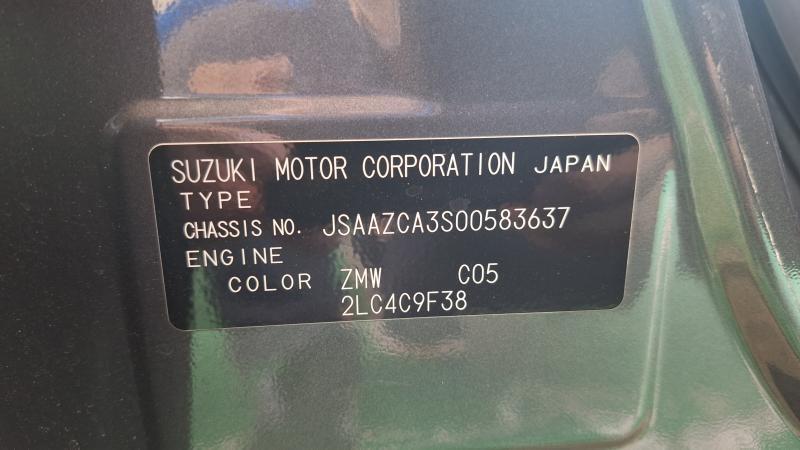 SUZUKI MOTOR CORPORATION JAPAN
TYPE
CHASSIS NO. JSAAZCA3S00583637
ENGINE
COLOR ZMW C05
2LC4C9F38